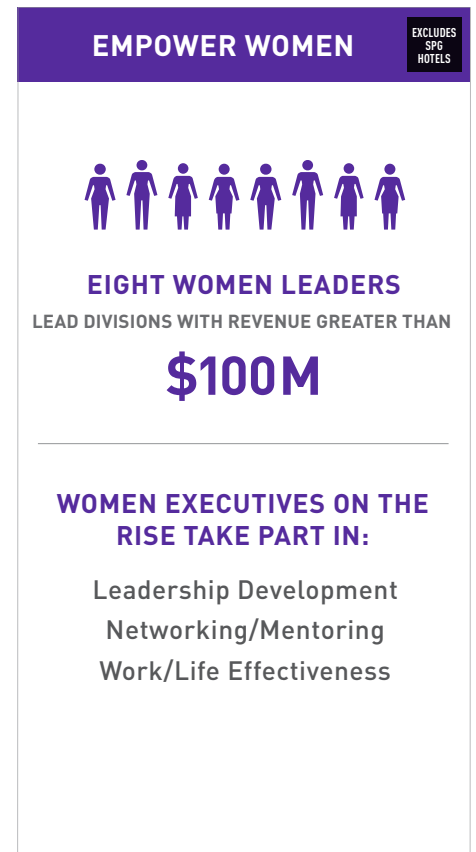 EMPOWER WOMEN
EXCLUDES
SPG
HOTELS
EIGHT WOMEN LEADERS
LEAD DIVISIONS WITH REVENUE GREATER THAN
$100M
WOMEN EXECUTIVES ON THE
RISE TAKE PART IN:
Leadership Development
Networking/Mentoring
Work/Life Effectiveness